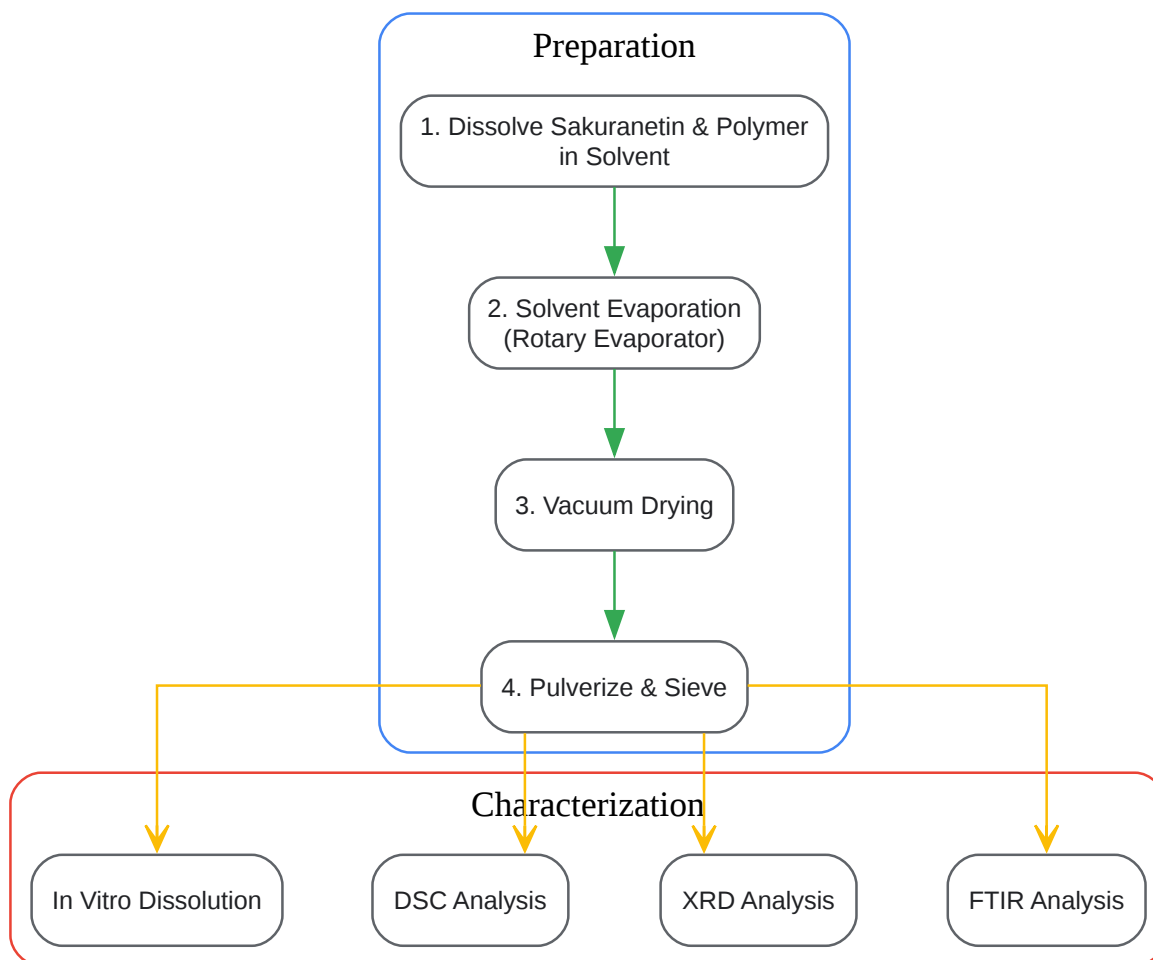 Preparation
1. Dissolve Sakuranetin & Polymer
in Solvent
2. Solvent Evaporation
(Rotary Evaporator)
3. Vacuum Drying
4. Pulverize & Sieve
Characterization
In Vitro Dissolution
DSC Analysis
XRD Analysis
FTIR Analysis